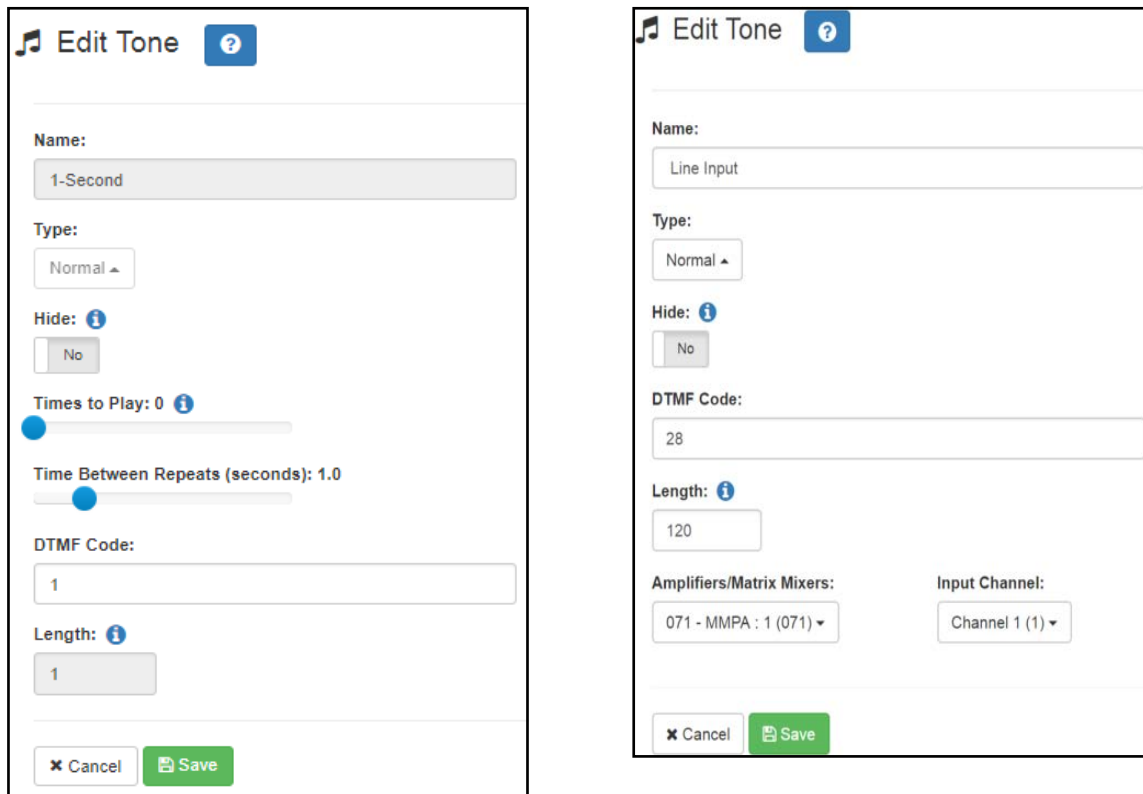 Edit Tone
Name:
1-Second
Type:
Normal
Hide:
No
Times to Play: 0
Time Between Repeats (seconds): 1.0
DTMF Code:
1
Length:
1
Cancel Save
Edit Tone
Name:
Line Input
Type:
Normal
Hide:
No
DTMF Code:
28
Length:
120
Amplifiers/Matrix Mixers: Input Channel:
071 - MMPA : 1 (071) Channel 1 (1)
Cancel Save